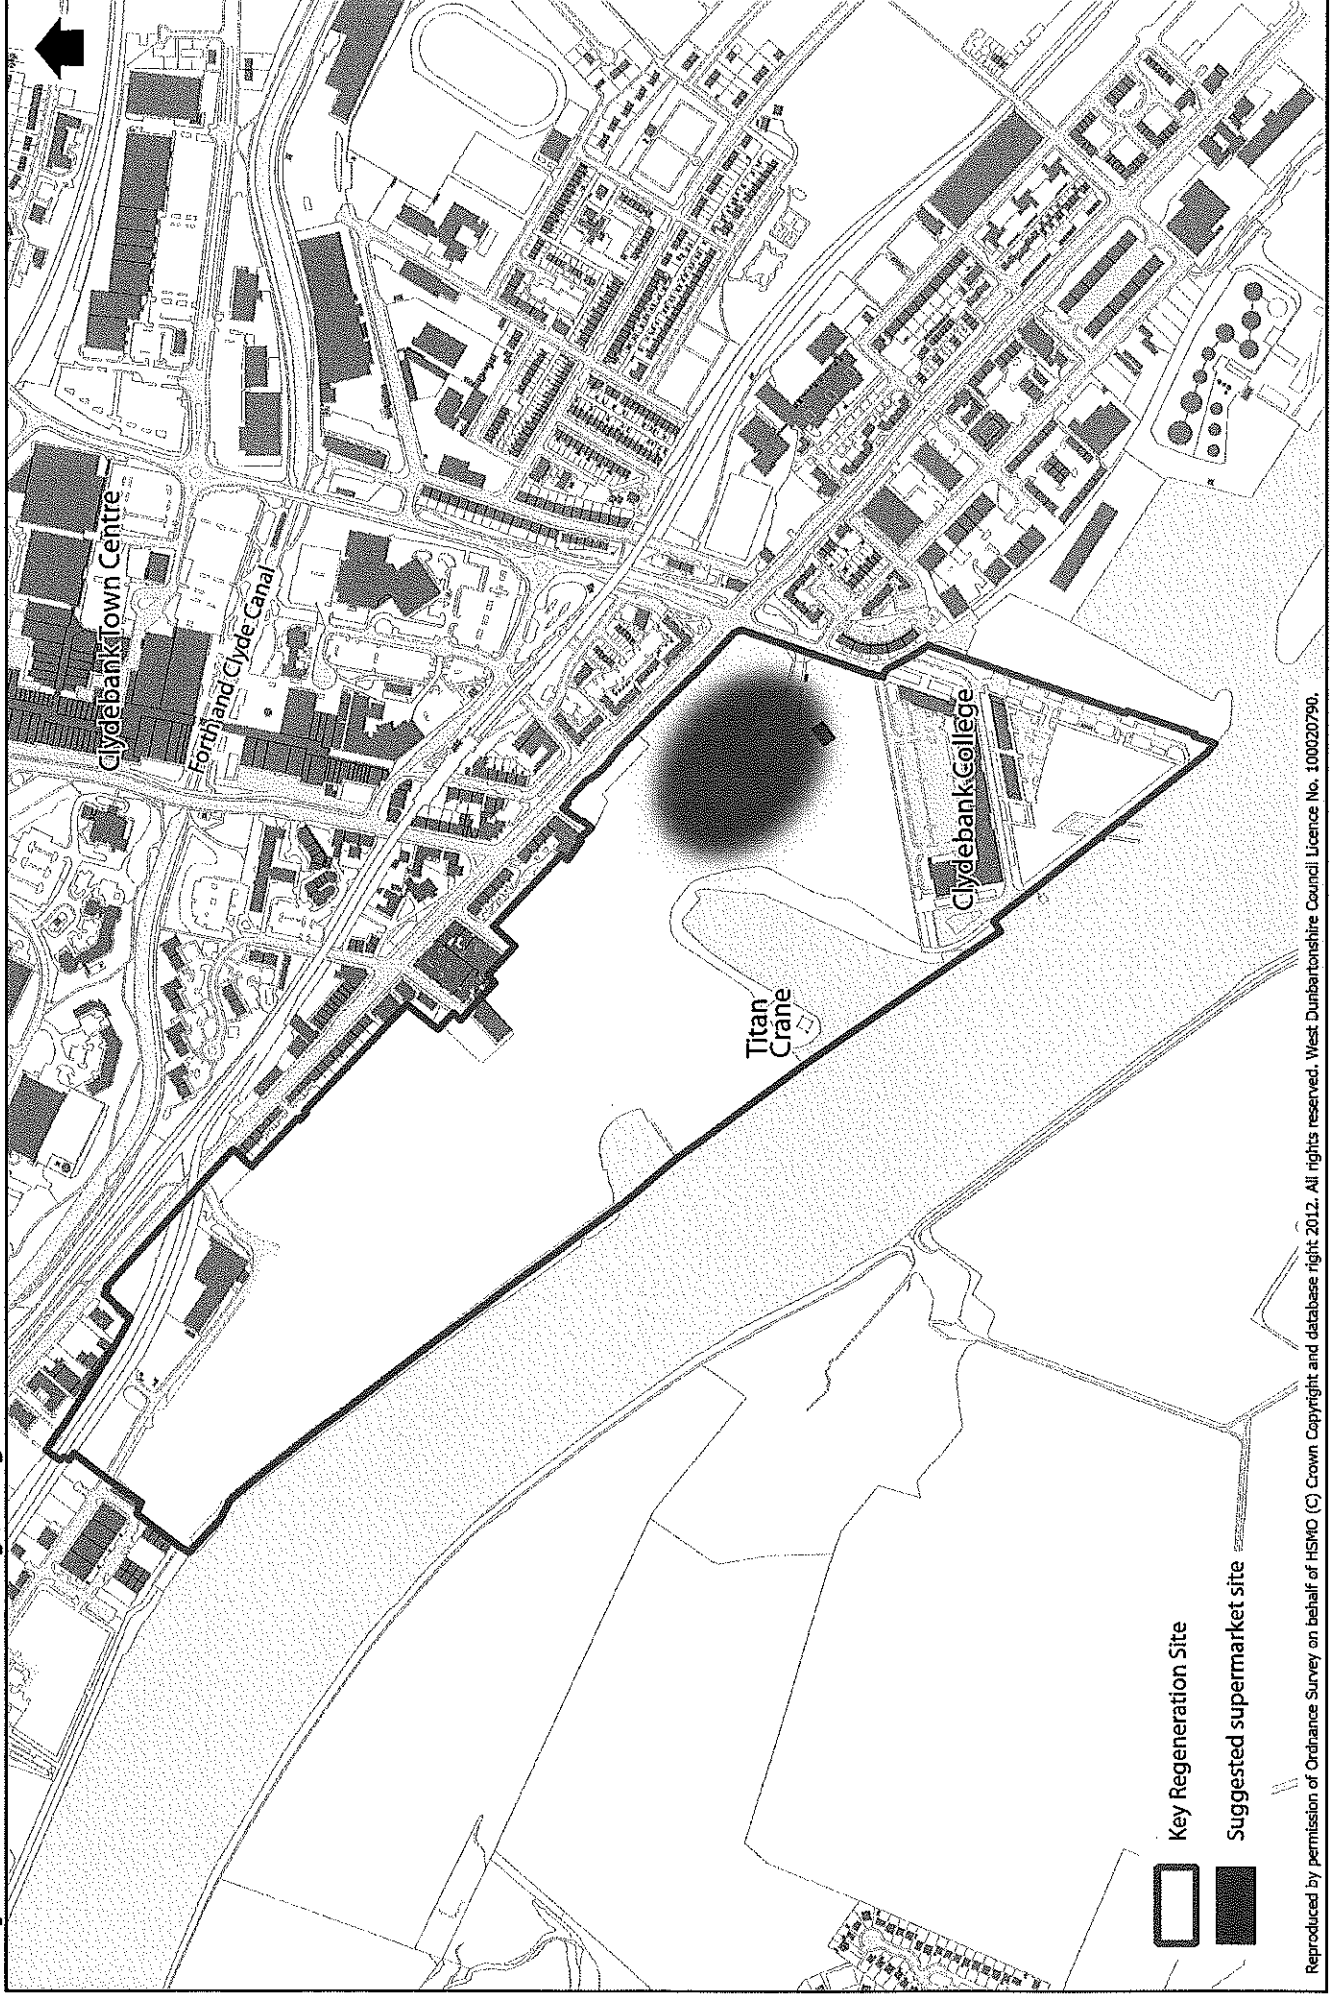 Clydebank Town Centre
Forth and Clyde Canal
Titan
Crane
Clydebank College
Key Regeneration Site
Suggested supermarket site
Reproduced by permission of Ordnance Survey on behalf of HSMO (C) Crown Copyright and database right 2012. All rights reserved. West Dunbartonshire Council Licence No. 100020790.